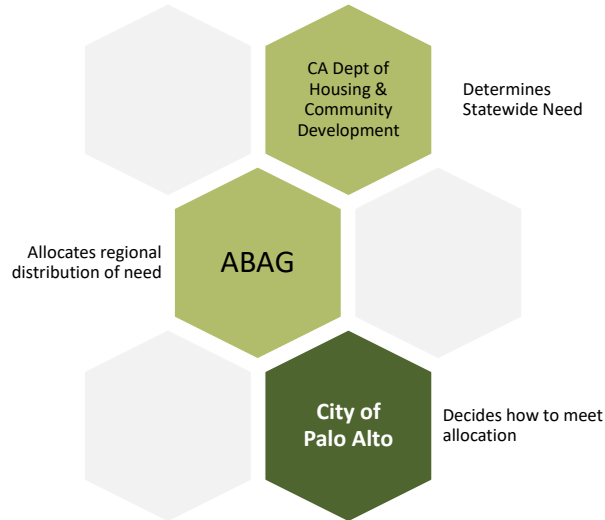 CA Dept of
Housing &
Community
Development
Determines
Statewide Need
Allocates regional
distribution of need
ABAG
City of
Palo Alto
Decides how to meet
allocation